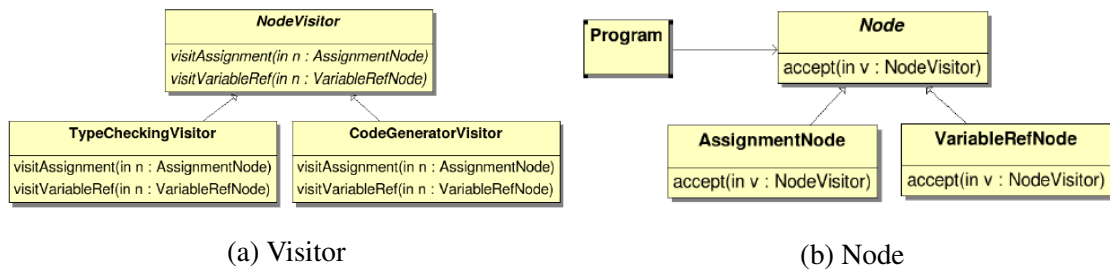 NodeVisitor
visitAssignment(in n : AssignmentNode)
visitVariableRef(in n : VariableRefNode)
TypeCheckingVisitor
visitAssignment(in n : AssignmentNode)
visitVariableRef(in n : VariableRefNode)
CodeGeneratorVisitor
visitAssignment(in n : AssignmentNode)
visitVariableRef(in n : VariableRefNode)
(a) Visitor
Program
Node
accept(in v : NodeVisitor)
AssignmentNode
accept(in v : NodeVisitor)
VariableRefNode
accept(in v : NodeVisitor)
(b) Node